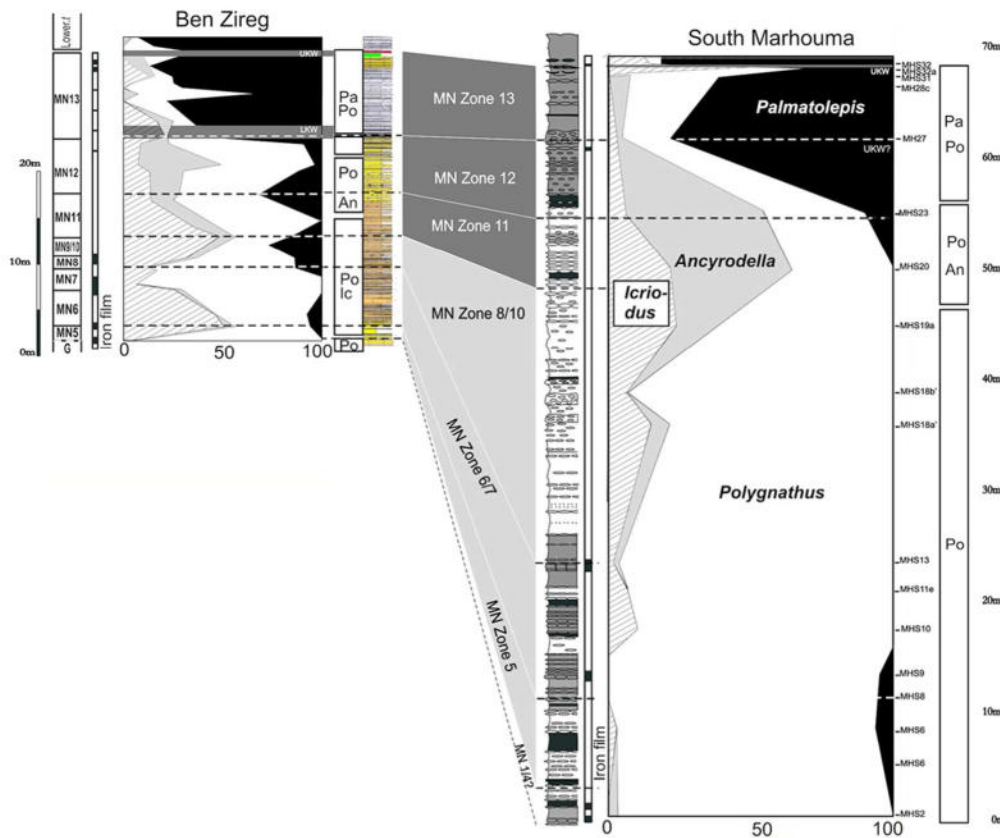 Ben Zireg
South Marhouma
Lower.t
MN13
MN12
MN11
MN9/10
MN8
MN7
MN6
MN5
G
20m
10m
0m
Iron film
UKW
LKW
0
50
100
Pa
Po
Po
An
Po
Ic
Po
MN Zone 13
MN Zone 12
MN Zone 11
MN Zone 8/10
MN Zone 6/7
MN Zone 5
MN 1/4?
Iron film
Palmatolepis
Ancyrodella
Icrio-
dus
Polygnathus
UKW
UKW?
0
50
100
MHS32
MHS32a
MHS31
MH28c
MH27
MHS23
MHS20
MHS19a
MHS18b'
MHS18a'
MHS13
MHS11e
MHS10
MHS9
MHS8
MHS6
MHS6
MHS2
Pa
Po
Po
An
Po
70m
60m
50m
40m
30m
20m
10m
0m